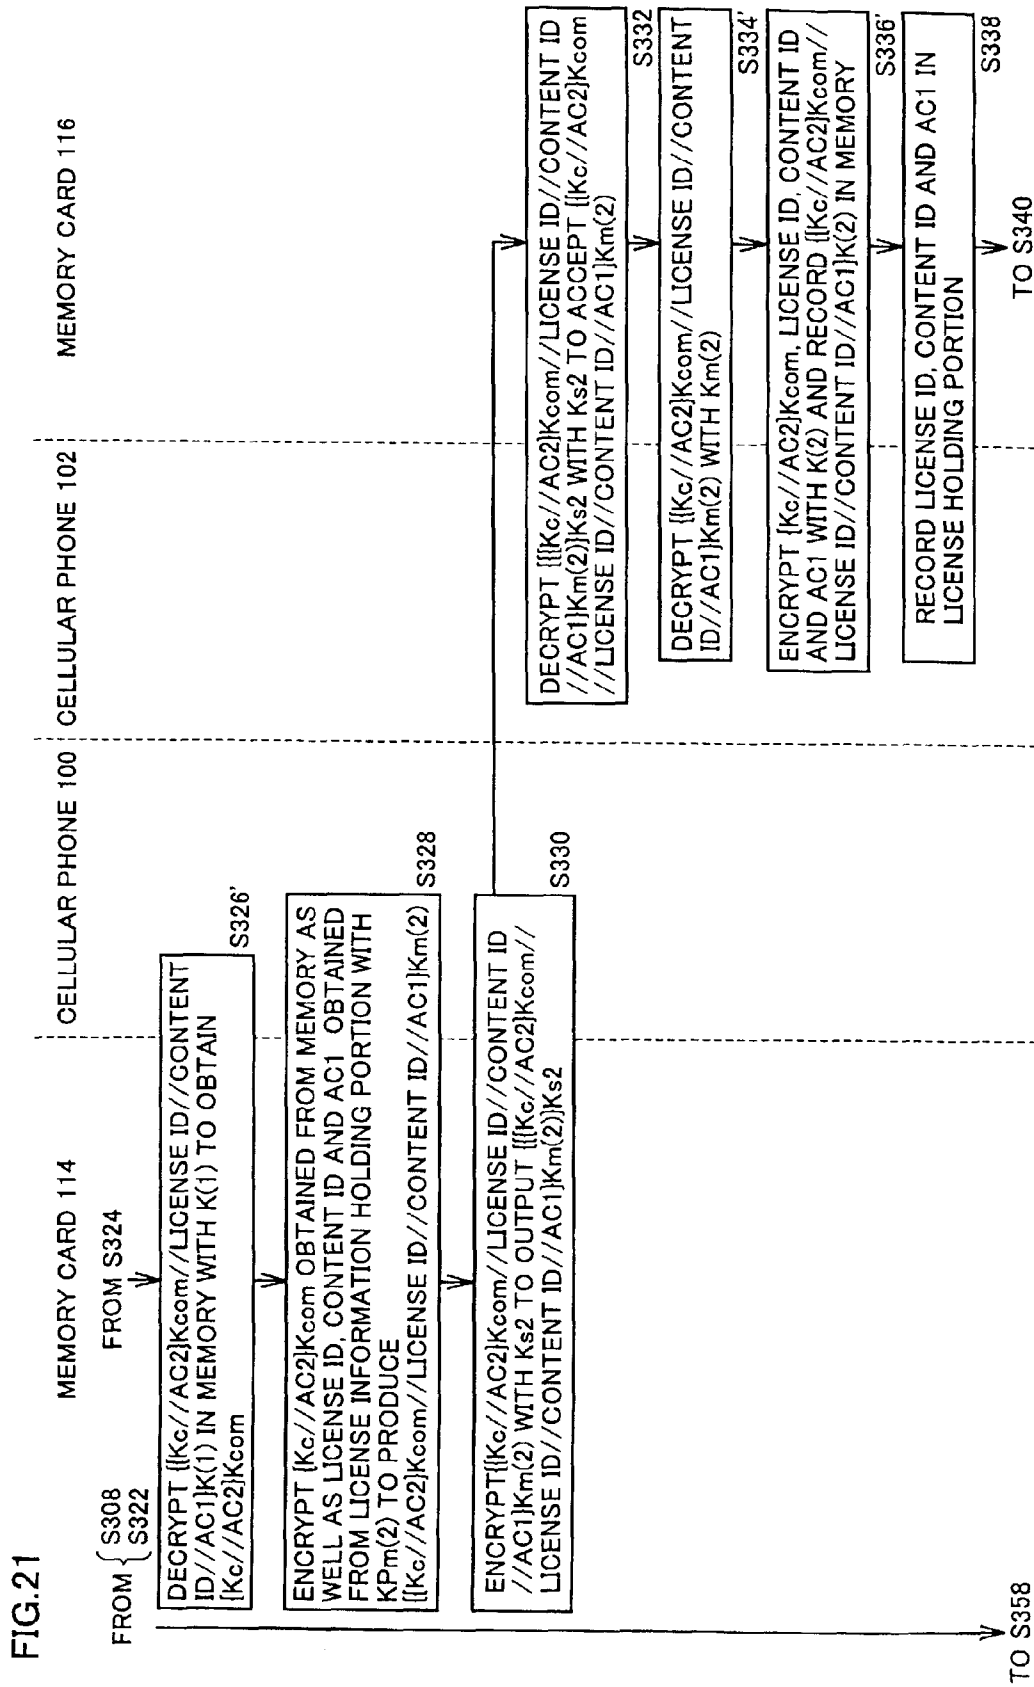 FIG.21
MEMORY CARD 114
CELLULAR PHONE 100
CELLULAR PHONE 102
MEMORY CARD 116
FROM { S308
S322
FROM S324
DECRYPT {{Kc//AC2}Kcom//LICENSE ID//CONTENT
ID//AC1}K(1) IN MEMORY WITH K(1) TO OBTAIN
{Kc//AC2}Kcom
S326'
ENCRYPT {Kc//AC2}Kcom OBTAINED FROM MEMORY AS
WELL AS LICENSE ID, CONTENT ID AND AC1 OBTAINED
FROM LICENSE INFORMATION HOLDING PORTION WITH
KPm(2) TO PRODUCE
{{Kc//AC2}Kcom//LICENSE ID//CONTENT ID//AC1}Km(2)
S328
ENCRYPT{{Kc//AC2}Kcom//LICENSE ID//CONTENT ID
//AC1}Km(2) WITH Ks2 TO OUTPUT {{{Kc//AC2}Kcom//
LICENSE ID//CONTENT ID//AC1}Km(2)}Ks2
S330
DECRYPT {{{Kc//AC2}Kcom//LICENSE ID//CONTENT ID
//AC1}Km(2)}Ks2 WITH Ks2 TO ACCEPT {{Kc//AC2}Kcom
//LICENSE ID//CONTENT ID//AC1}Km(2)
S332
DECRYPT {{Kc//AC2}Kcom//LICENSE ID//CONTENT
ID//AC1}Km(2) WITH Km(2)
S334'
ENCRYPT {Kc//AC2}Kcom, LICENSE ID, CONTENT ID
AND AC1 WITH K(2) AND RECORD {{Kc//AC2}Kcom//
LICENSE ID//CONTENT ID//AC1}K(2) IN MEMORY
S336'
RECORD LICENSE ID, CONTENT ID AND AC1 IN
LICENSE HOLDING PORTION
S338
TO S358
TO S340